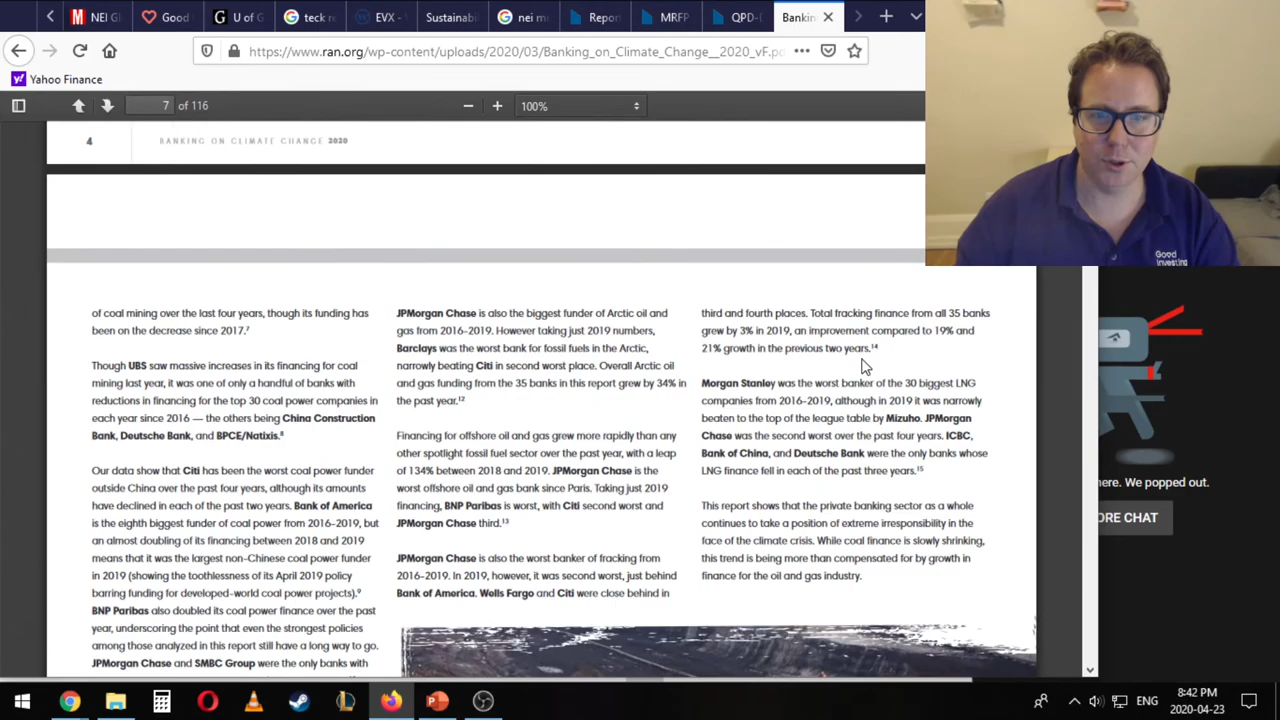 NEI Gl
Good
U of G
teck re
EVX -
Sustainabi
nei m
Repor
MRFP
QPD-(
Bankin
https://www.ran.org/wp-content/uploads/2020/03/Banking_on_Climate_Change__2020_vF.pd
Yahoo Finance
7 of 116
100%
4 BANKING ON CLIMATE CHANGE 2020
of coal mining over the last four years, though its funding has
been on the decrease since 2017.7
Though UBS saw massive increases in its financing for coal
mining last year, it was one of only a handful of banks with
reductions in financing for the top 30 coal power companies in
each year since 2016 — the others being China Construction
Bank, Deutsche Bank, and BPCE/Natixis.8
Our data show that Citi has been the worst coal power funder
outside China over the past four years, although its amounts
have declined in each of the past two years. Bank of America
is the eighth biggest funder of coal power from 2016-2019, but
an almost doubling of its financing between 2018 and 2019
means that it was the largest non-Chinese coal power funder
in 2019 (showing the toothlessness of its April 2019 policy
barring funding for developed-world coal power projects).9
BNP Paribas also doubled its coal power finance over the past
year, underscoring the point that even the strongest policies
among those analyzed in this report still have a long way to go.
JPMorgan Chase and SMBC Group were the only banks with
JPMorgan Chase is also the biggest funder of Arctic oil and
gas from 2016-2019. However taking just 2019 numbers,
Barclays was the worst bank for fossil fuels in the Arctic,
narrowly beating Citi in second worst place. Overall Arctic oil
and gas funding from the 35 banks in this report grew by 34% in
the past year.12
Financing for offshore oil and gas grew more rapidly than any
other spotlight fossil fuel sector over the past year, with a leap
of 134% between 2018 and 2019. JPMorgan Chase is the
worst offshore oil and gas bank since Paris. Taking just 2019
financing, BNP Paribas is worst, with Citi second worst and
JPMorgan Chase third.13
JPMorgan Chase is also the worst banker of fracking from
2016-2019. In 2019, however, it was second worst, just behind
Bank of America. Wells Fargo and Citi were close behind in
third and fourth places. Total fracking finance from all 35 banks
grew by 3% in 2019, an improvement compared to 19% and
21% growth in the previous two years.14
Morgan Stanley was the worst banker of the 30 biggest LNG
companies from 2016-2019, although in 2019 it was narrowly
beaten to the top of the league table by Mizuho. JPMorgan
Chase was the second worst over the past four years. ICBC,
Bank of China, and Deutsche Bank were the only banks whose
LNG finance fell in each of the past three years.15
This report shows that the private banking sector as a whole
continues to take a position of extreme irresponsibility in the
face of the climate crisis. While coal finance is slowly shrinking,
this trend is being more than compensated for by growth in
finance for the oil and gas industry.
Good
Investing
here. We popped out.
ORE CHAT
ENG
8:42 PM
2020-04-23